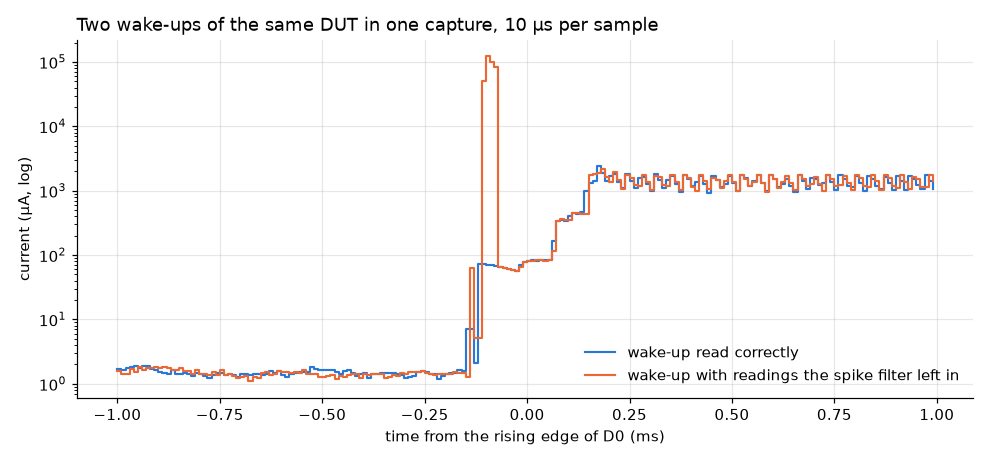 Two wake-ups of the same DUT in one capture, 10 µs per sample
current (µA, log)
10⁵
10⁴
10³
10²
10¹
10⁰
wake-up read correctly
wake-up with readings the spike filter left in
−1.00 −0.75 −0.50 −0.25 0.00 0.25 0.50 0.75 1.00
time from the rising edge of D0 (ms)